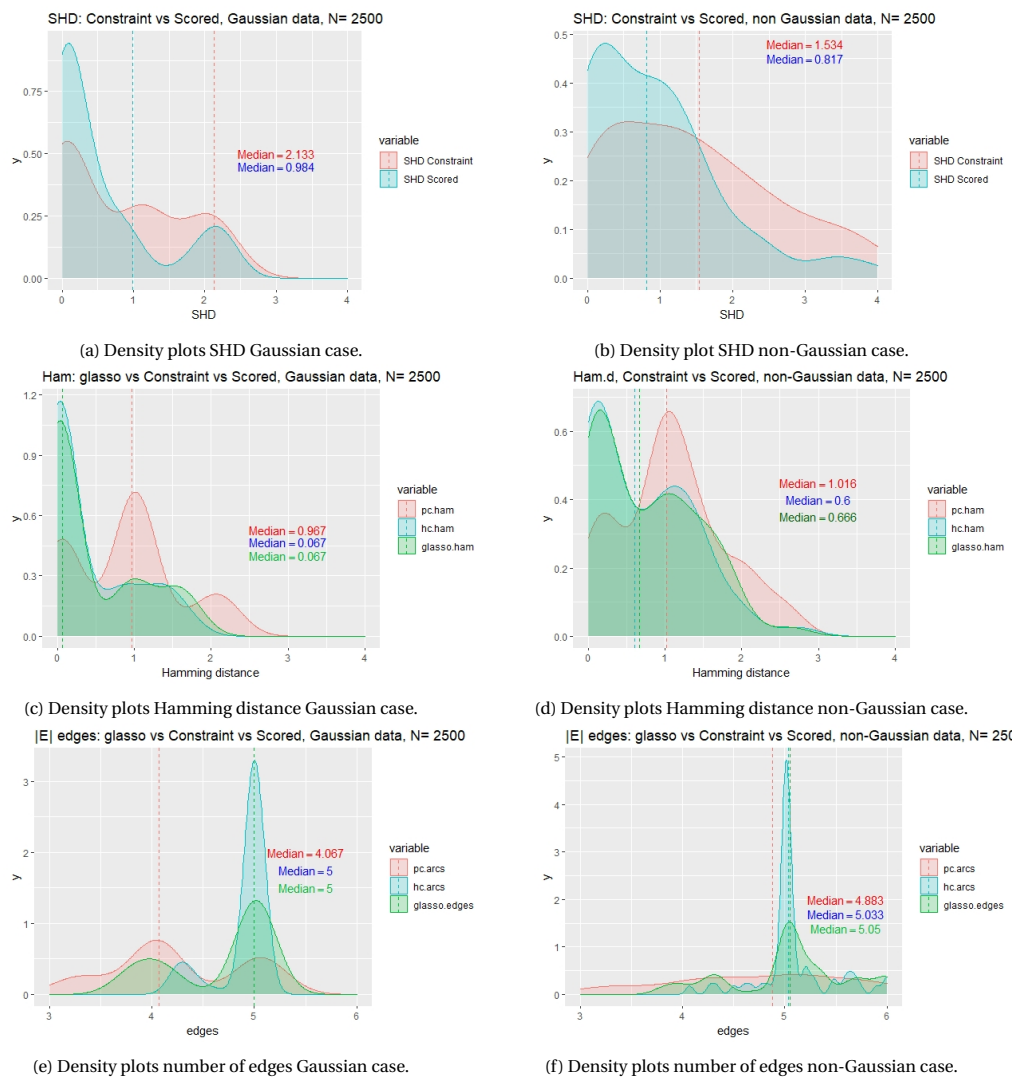 SHD: Constraint vs Scored, Gaussian data, N= 2500
y
0.75
0.50
0.25
0.00
Median = 2.133
Median = 0.984
0 1 2 3 4
SHD
variable
SHD Constraint
SHD Scored
(a) Density plots SHD Gaussian case.
SHD: Constraint vs Scored, non Gaussian data, N= 2500
y
0.5
0.4
0.3
0.2
0.1
0.0
Median = 1.534
Median = 0.817
0 1 2 3 4
SHD
variable
SHD Constraint
SHD Scored
(b) Density plot SHD non-Gaussian case.
Ham: glasso vs Constraint vs Scored, Gaussian data, N= 2500
y
1.2
0.9
0.6
0.3
0.0
Median = 0.967
Median = 0.067
Median = 0.067
0 1 2 3 4
Hamming distance
variable
pc.ham
hc.ham
glasso.ham
(c) Density plots Hamming distance Gaussian case.
Ham.d, Constraint vs Scored, non-Gaussian data, N= 2500
y
0.6
0.4
0.2
0.0
Median = 1.016
Median = 0.6
Median = 0.666
0 1 2 3 4
Hamming distance
variable
pc.ham
hc.ham
glasso.ham
(d) Density plots Hamming distance non-Gaussian case.
|E| edges: glasso vs Constraint vs Scored, Gaussian data, N= 2500
y
3
2
1
0
Median = 4.067
Median = 5
Median = 5
3 4 5 6
edges
variable
pc.arcs
hc.arcs
glasso.edges
(e) Density plots number of edges Gaussian case.
|E| edges: glasso vs Constraint vs Scored, non-Gaussian data, N= 250
y
5
4
3
2
1
0
Median = 4.883
Median = 5.033
Median = 5.05
3 4 5 6
edges
variable
pc.arcs
hc.arcs
glasso.edges
(f) Density plots number of edges non-Gaussian case.